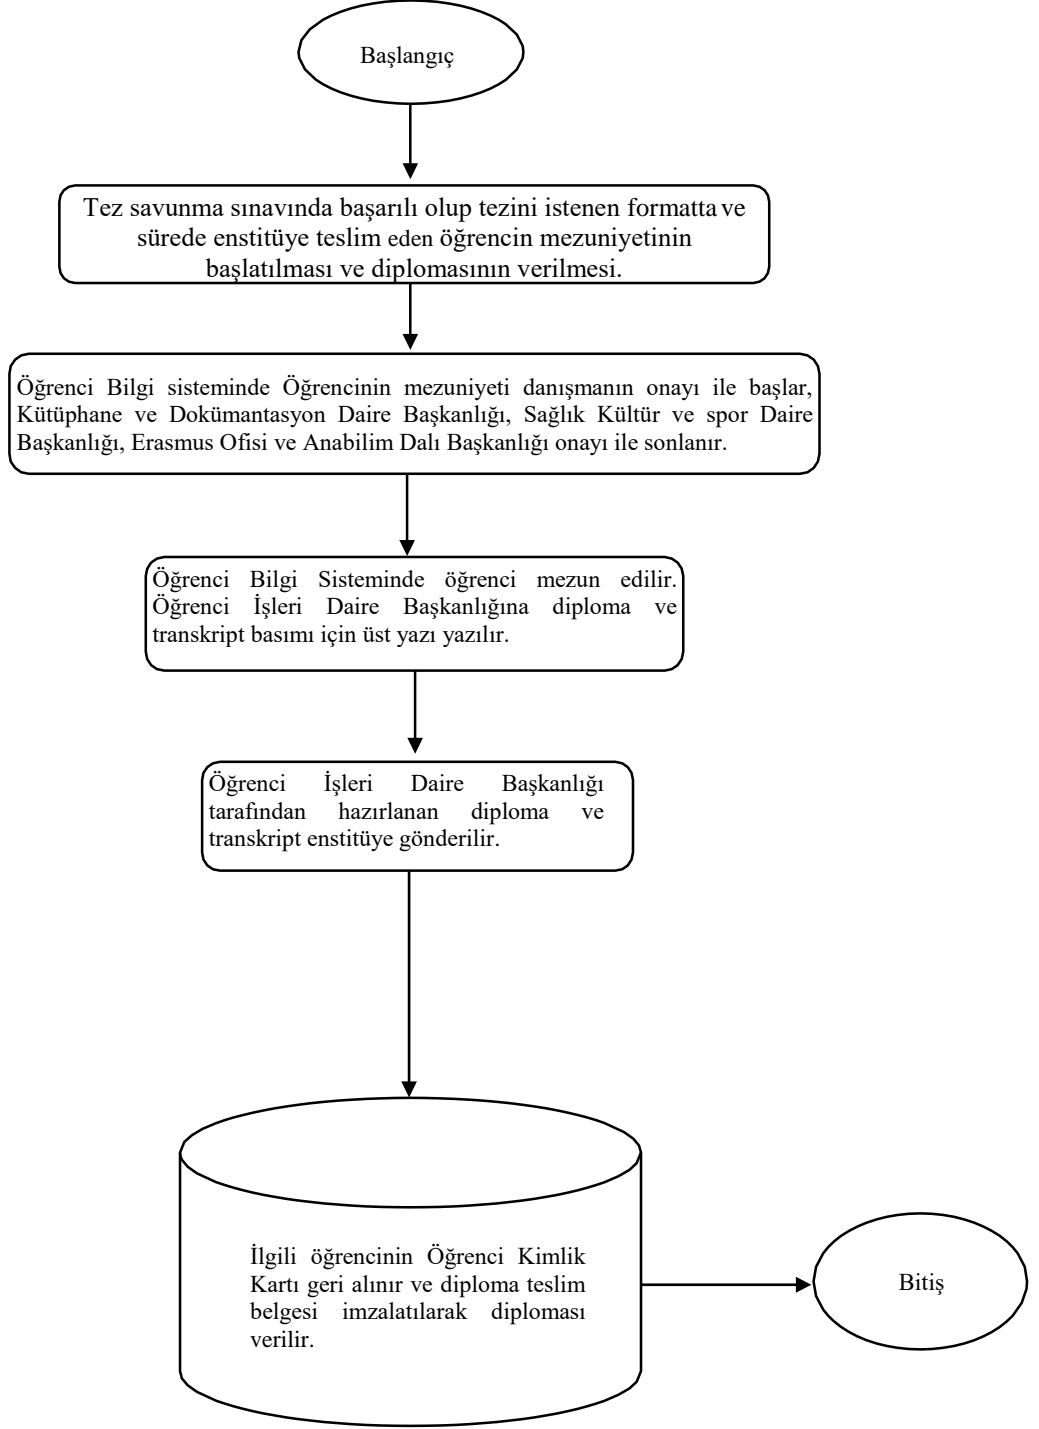 Başlangıç
Tez savunma sınavında başarılı olup tezini istenen formatta ve
sürede enstitüye teslim eden öğrencin mezuniyetinin
başlatılması ve diplomasının verilmesi.
Öğrenci Bilgi sisteminde Öğrencinin mezuniyeti danışmanın onayı ile başlar,
Kütüphane ve Dokümantasyon Daire Başkanlığı, Sağlık Kültür ve spor Daire
Başkanlığı, Erasmus Ofisi ve Anabilim Dalı Başkanlığı onayı ile sonlanır.
Öğrenci Bilgi Sisteminde öğrenci mezun edilir.
Öğrenci İşleri Daire Başkanlığına diploma ve
transkript basımı için üst yazı yazılır.
Öğrenci İşleri Daire Başkanlığı
tarafından hazırlanan diploma ve
transkript enstitüye gönderilir.
İlgili öğrencinin Öğrenci Kimlik
Kartı geri alınır ve diploma teslim
belgesi imzalatılarak diploması
verilir.
Bitiş